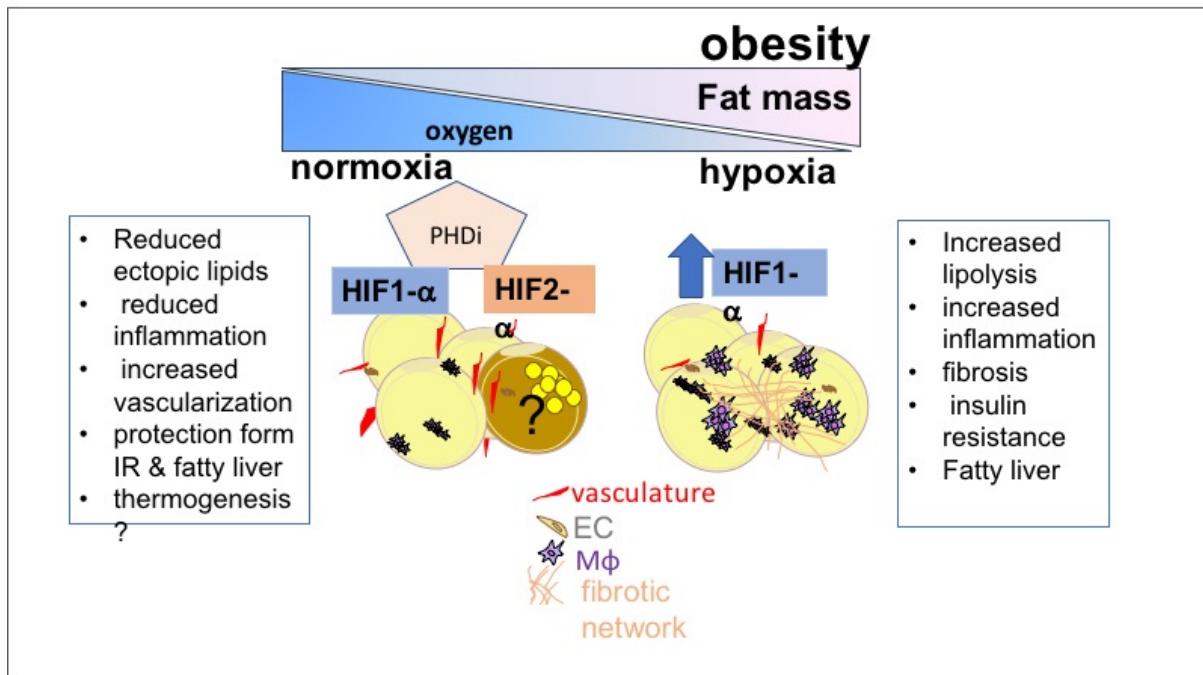 obesity
Fat mass
oxygen
normoxia
hypoxia
• Reduced
ectopic lipids
• reduced
inflammation
• increased
vascularization
• protection form
IR & fatty liver
• thermogenesis
?
PHDi
HIF1-α
HIF2-
α
?
HIF1-
α
• Increased
lipolysis
• increased
inflammation
• fibrosis
• insulin
resistance
• Fatty liver
vasculature
EC
Mϕ
fibrotic
network